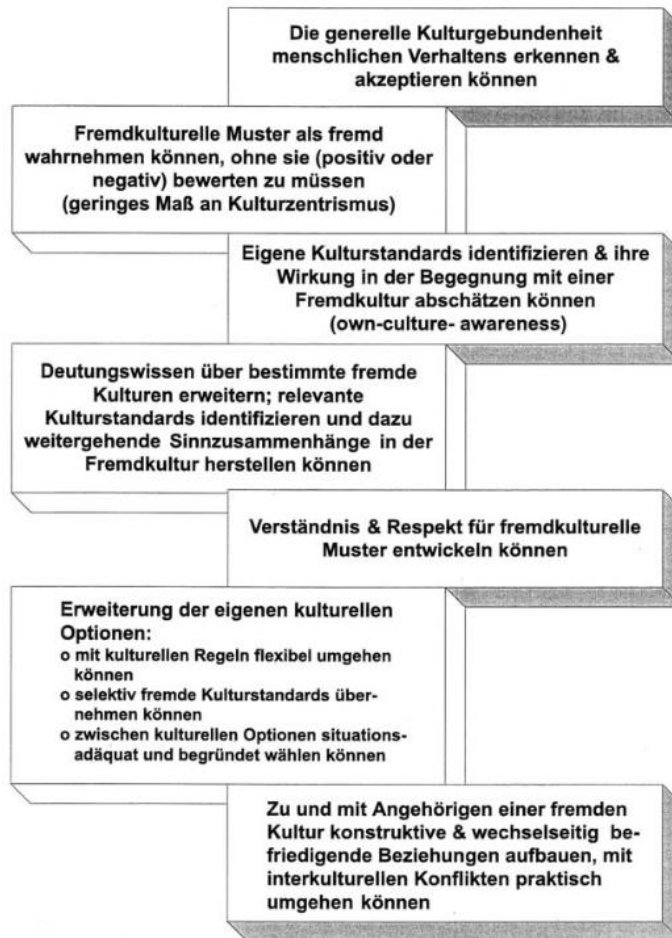 Die generelle Kulturgebundenheit
menschlichen Verhaltens erkennen &
akzeptieren können
Fremdkulturelle Muster als fremd
wahrnehmen können, ohne sie (positiv oder
negativ) bewerten zu müssen
(geringes Maß an Kulturzentrismus)
Eigene Kulturstandards identifizieren & ihre
Wirkung in der Begegnung mit einer
Fremdkultur abschätzen können
(own-culture- awareness)
Deutungswissen über bestimmte fremde
Kulturen erweitern; relevante
Kulturstandards identifizieren und dazu
weitergehende Sinnzusammenhänge in der
Fremdkultur herstellen können
Verständnis & Respekt für fremdkulturelle
Muster entwickeln können
Erweiterung der eigenen kulturellen
Optionen:
o mit kulturellen Regeln flexibel umgehen
können
o selektiv fremde Kulturstandards über-
nehmen können
o zwischen kulturellen Optionen situations-
adäquat und begründet wählen können
Zu und mit Angehörigen einer fremden
Kultur konstruktive & wechselseitig be-
friedigende Beziehungen aufbauen, mit
interkulturellen Konflikten praktisch
umgehen können